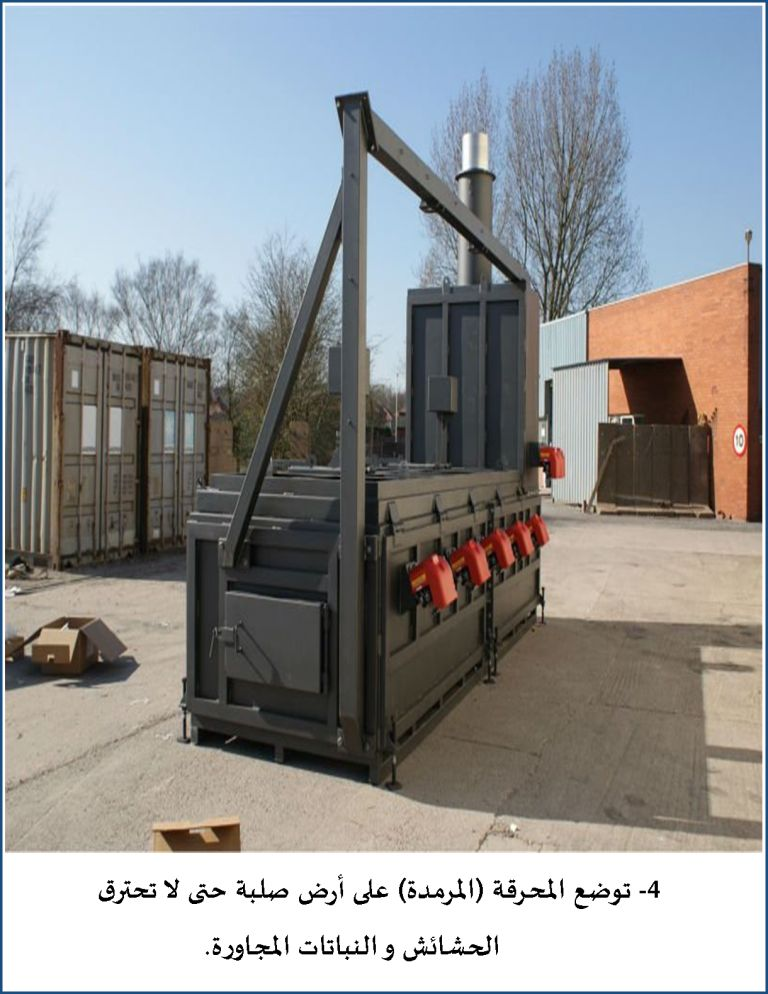 10
4- توضع المحرقة (المرمدة) على أرض صلبة حتى لا تحترق
الحشائش و النباتات المجاورة.